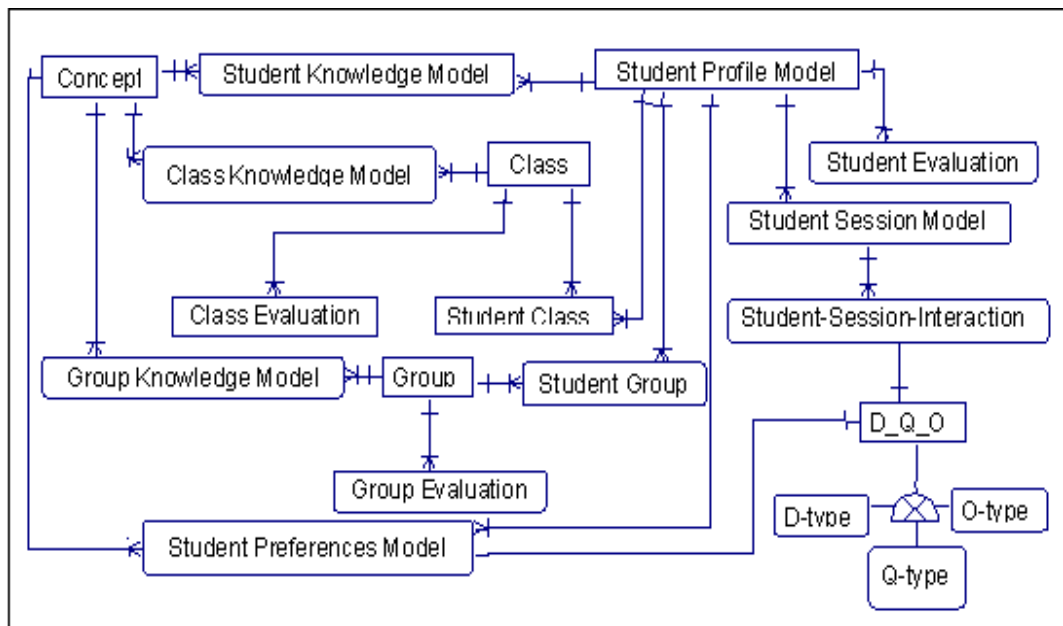 Concept
Student Knowledge Model
Student Profile Model
Class Knowledge Model
Class
Student Evaluation
Student Session Model
Class Evaluation
Student Class
Student-Session-Interaction
Group Knowledge Model
Group
Student Group
D_Q_O
Group Evaluation
D-type
O-type
Student Preferences Model
Q-type